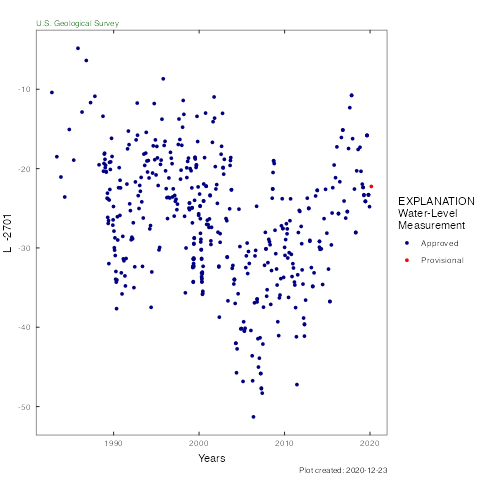 U.S. Geological Survey
-10
-20
-30
-40
-50
L -2701
1990
2000
2010
2020
Years
EXPLANATION
Water-Level
Measurement
Approved
Provisional
Plot created: 2020-12-23